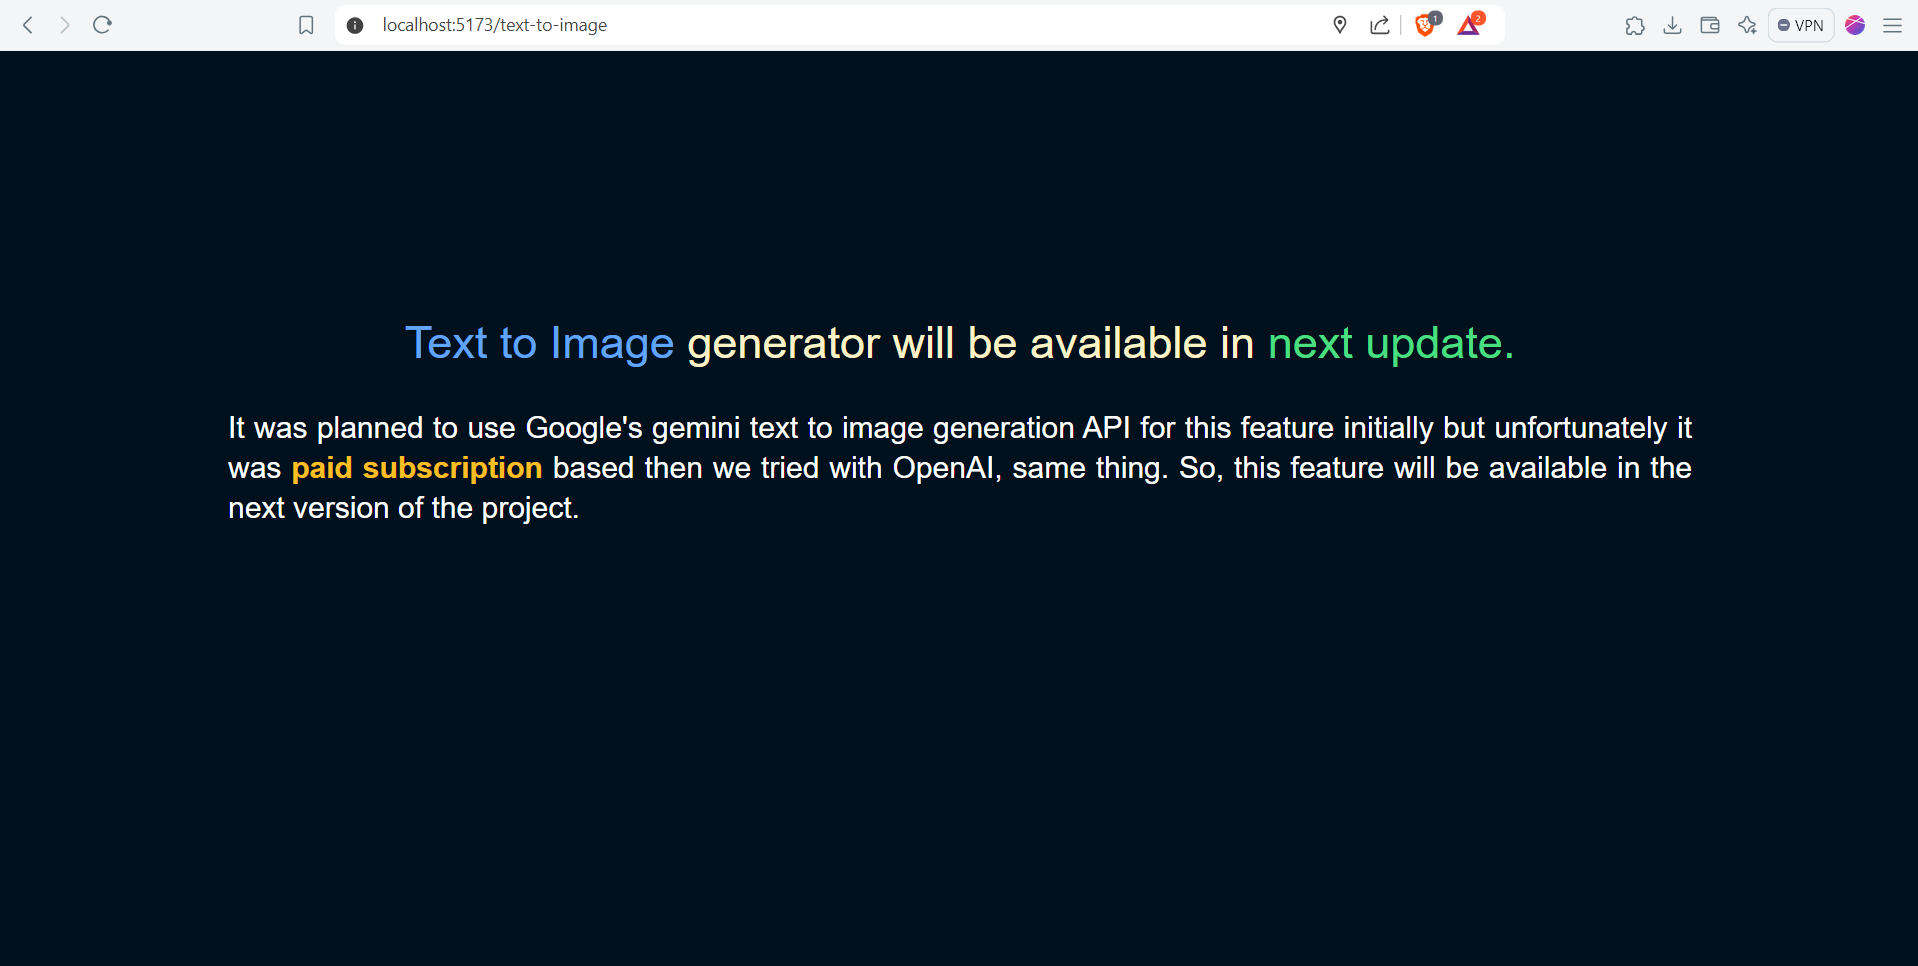 localhost:5173/text-to-image
1
2
VPN
Text to Image generator will be available in next update.
It was planned to use Google's gemini text to image generation API for this feature initially but unfortunately it
was paid subscription based then we tried with OpenAI, same thing. So, this feature will be available in the
next version of the project.